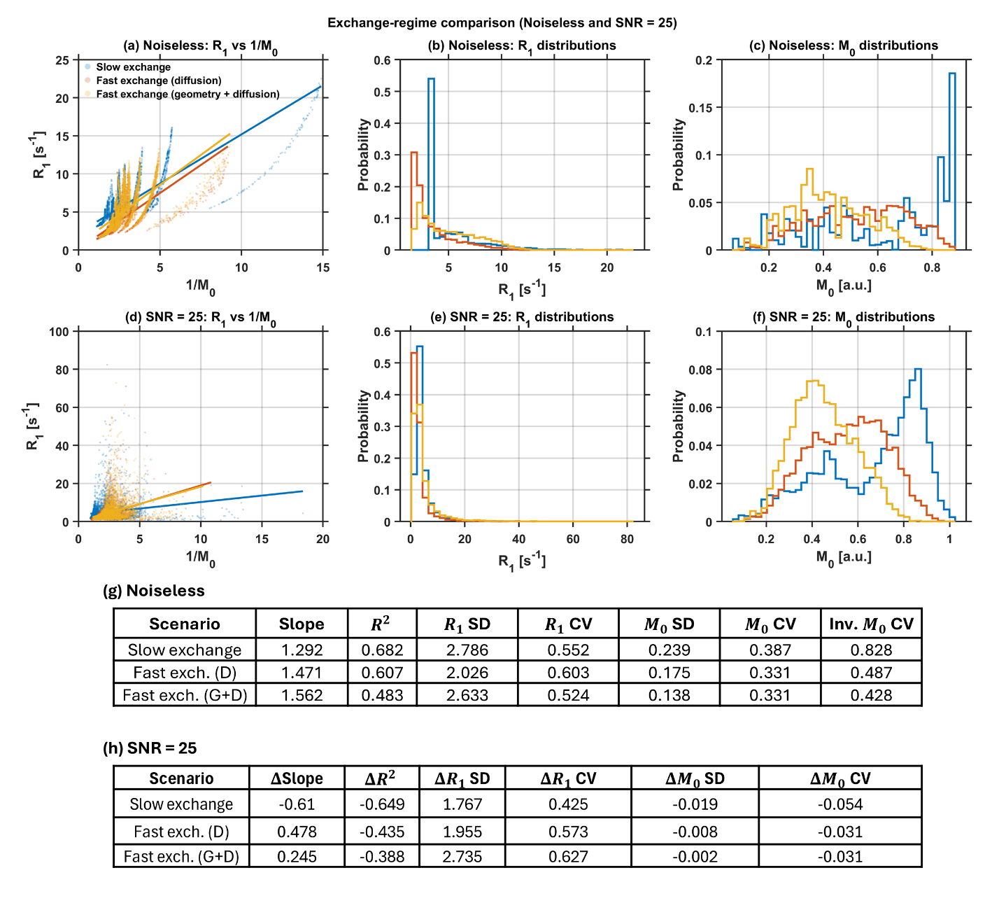 Exchange-regime comparison (Noiseless and SNR = 25)
(a) Noiseless: R1 vs 1/M0
25
20
15
10
5
0
R1 [s-1]
Slow exchange
Fast exchange (diffusion)
Fast exchange (geometry + diffusion)
0 5 10 15
1/M0
(b) Noiseless: R1 distributions
0.6
0.5
0.4
0.3
0.2
0.1
0
Probability
5 10 15 20
R1 [s-1]
(c) Noiseless: M0 distributions
0.2
0.15
0.1
0.05
0
Probability
0.2 0.4 0.6 0.8
M0 [a.u.]
(d) SNR = 25: R1 vs 1/M0
100
80
60
40
20
0
R1 [s-1]
0 5 10 15 20
1/M0
(e) SNR = 25: R1 distributions
0.6
0.5
0.4
0.3
0.2
0.1
0
Probability
0 20 40 60 80
R1 [s-1]
(f) SNR = 25: M0 distributions
0.1
0.08
0.06
0.04
0.02
0
Probability
0.2 0.4 0.6 0.8 1
M0 [a.u.]
(g) Noiseless
Scenario Slope R² R1 SD R1 CV M0 SD M0 CV Inv. M0 CV
Slow exchange 1.292 0.682 2.786 0.552 0.239 0.387 0.828
Fast exch. (D) 1.471 0.607 2.026 0.603 0.175 0.331 0.487
Fast exch. (G+D) 1.562 0.483 2.633 0.524 0.138 0.331 0.428
(h) SNR = 25
Scenario ΔSlope ΔR² ΔR1 SD ΔR1 CV ΔM0 SD ΔM0 CV
Slow exchange -0.61 -0.649 1.767 0.425 -0.019 -0.054
Fast exch. (D) 0.478 -0.435 1.955 0.573 -0.008 -0.031
Fast exch. (G+D) 0.245 -0.388 2.735 0.627 -0.002 -0.031